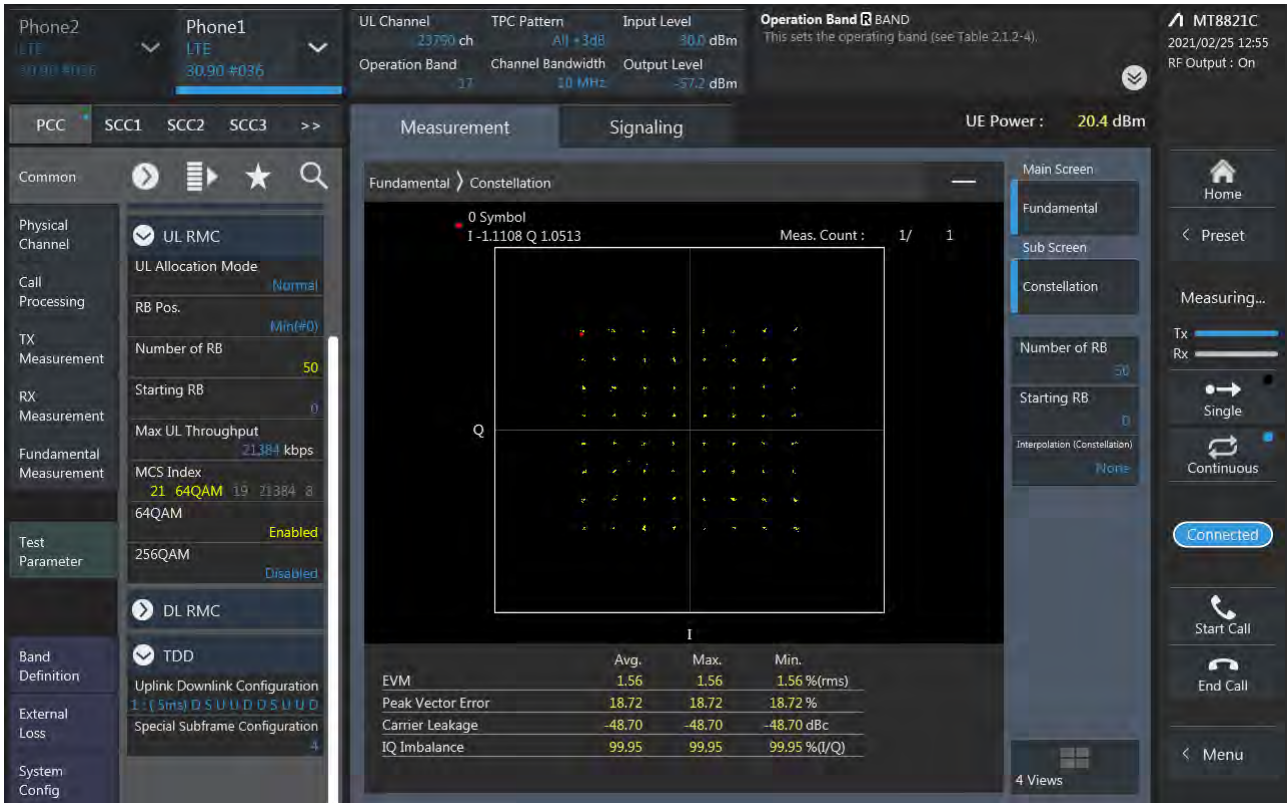 Phone2
LTE
30.90 #036
Phone1
LTE
30.90 #036
UL Channel
23790 ch
TPC Pattern
All +3dB
Input Level
30.0 dBm
Operation Band
17
Channel Bandwidth
10 MHz
Output Level
-57.2 dBm
Operation Band R BAND
This sets the operating band (see Table 2.1.2-4).
MT8821C
2021/02/25 12:55
RF Output : On
PCC
SCC1
SCC2
SCC3
>>
Measurement
Signaling
UE Power : 20.4 dBm
Common
Physical
Channel
Call
Processing
TX
Measurement
RX
Measurement
Fundamental
Measurement
Test
Parameter
Band
Definition
External
Loss
System
Config
UL RMC
UL Allocation Mode
Normal
RB Pos.
Min(#0)
Number of RB
50
Starting RB
0
Max UL Throughput
21384 kbps
MCS Index
21 64QAM 19 21384 8
64QAM
Enabled
256QAM
Disabled
DL RMC
TDD
Uplink Downlink Configuration
1 : ( 5ms) D S U U D D S U U D
Special Subframe Configuration
4
Fundamental > Constellation
0 Symbol
I -1.1108 Q 1.0513
Meas. Count : 1/ 1
Q
I
Avg. Max. Min.
EVM 1.56 1.56 1.56 %(rms)
Peak Vector Error 18.72 18.72 18.72 %
Carrier Leakage -48.70 -48.70 -48.70 dBc
IQ Imbalance 99.95 99.95 99.95 %(I/Q)
Main Screen
Fundamental
Sub Screen
Constellation
Number of RB
50
Starting RB
0
Interpolation (Constellation)
None
4 Views
Home
< Preset
Measuring...
Tx
Rx
Single
Continuous
Connected
Start Call
End Call
< Menu